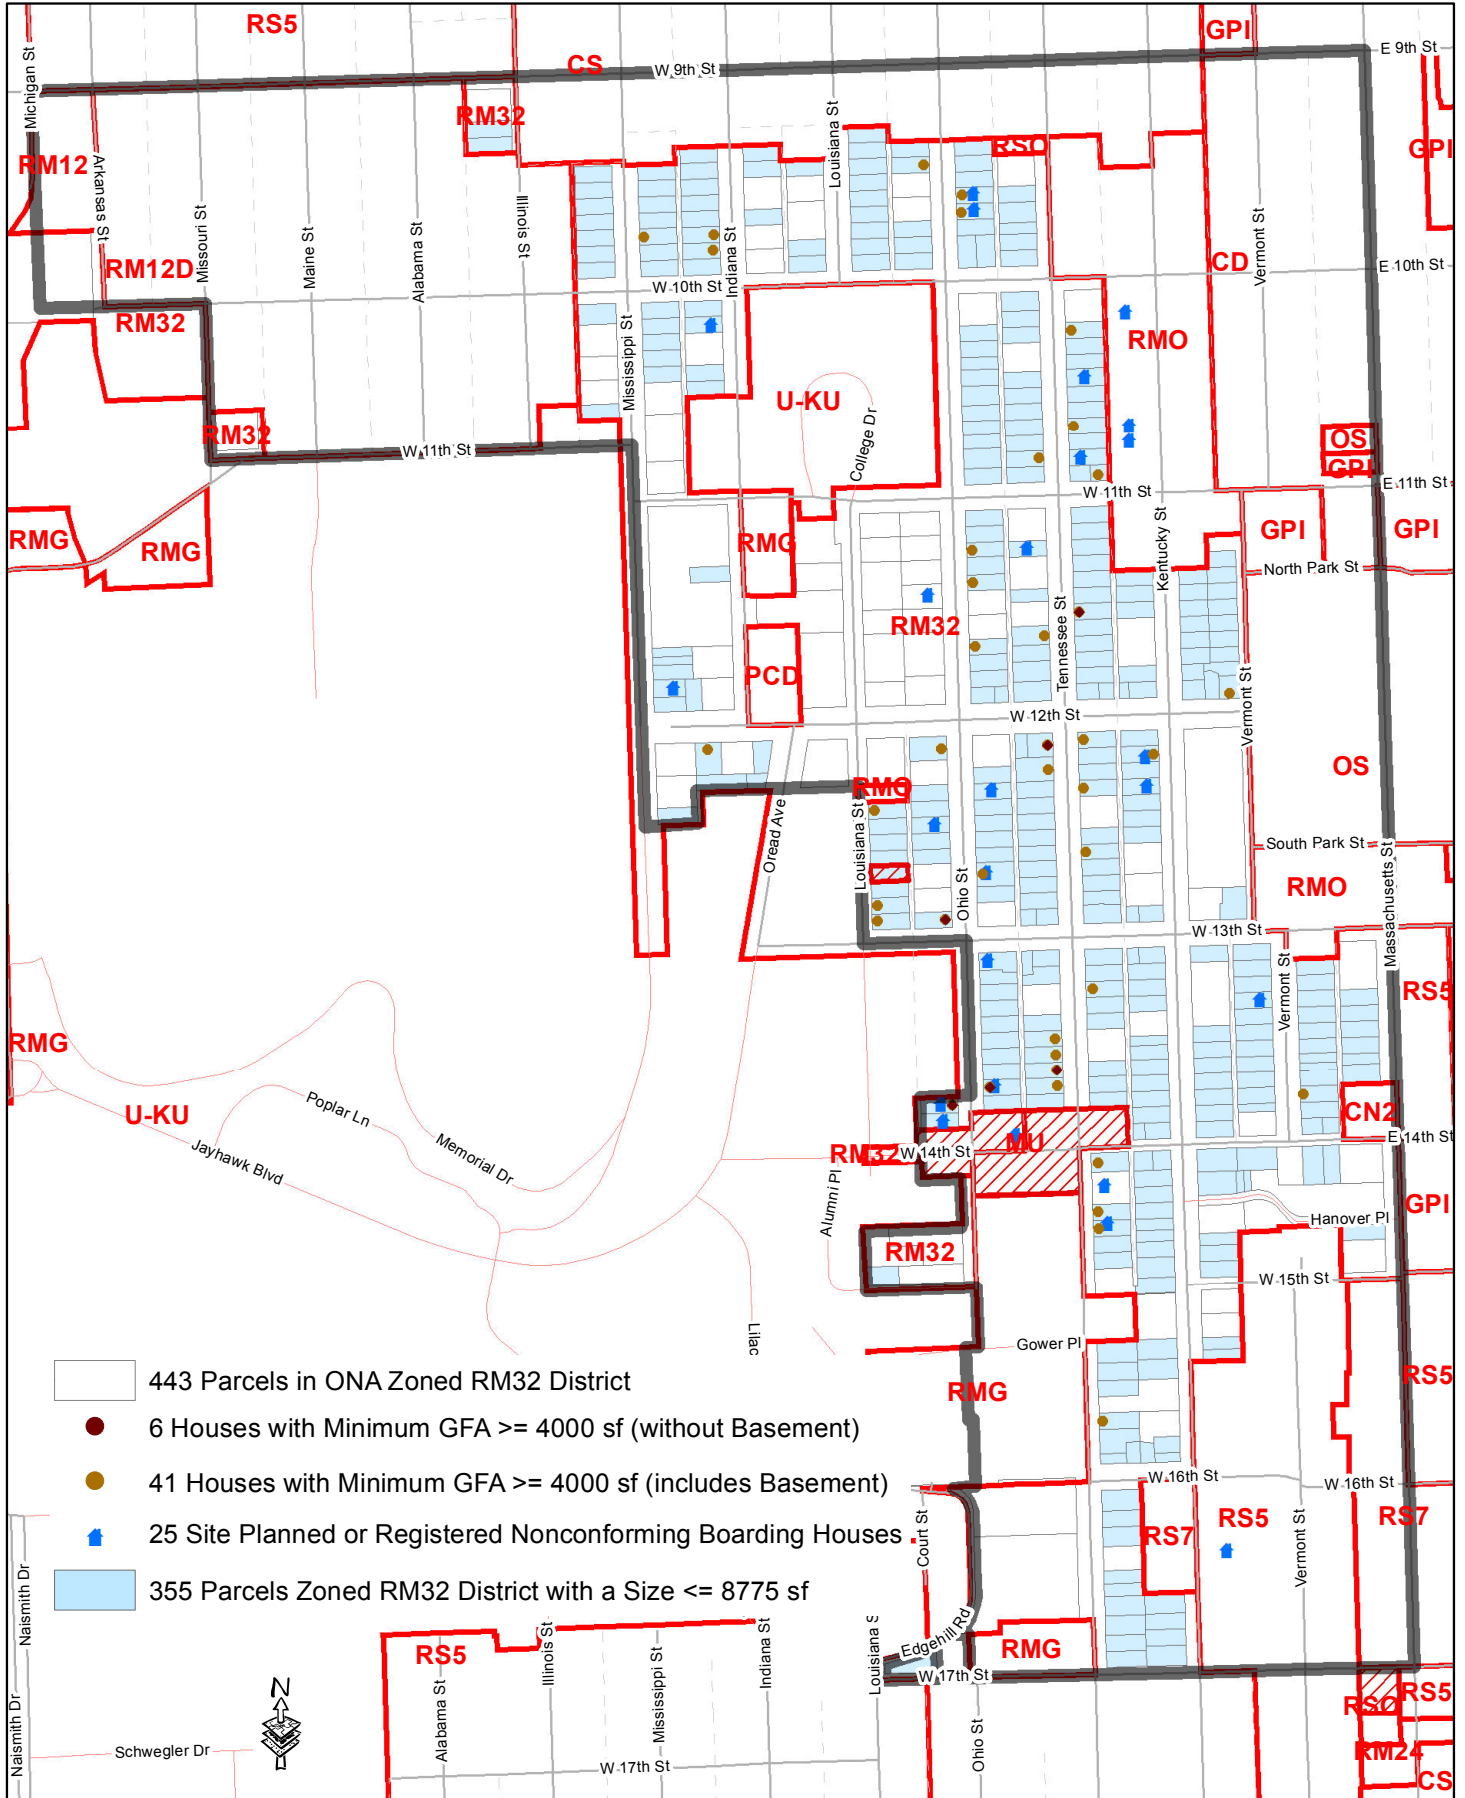 RS5
GPI
CS
W 9th St
E 9th St
Michigan St
RM32
RM12
Arkansas St
Louisiana St
RSO
GPI
Missouri St
Maine St
Alabama St
Illinois St
Indiana St
Vermont St
RM12D
CD
E 10th St
W 10th St
RM32
Mississippi St
RMO
U-KU
College Dr
RM32
OS
GPI
W 11th St
W 11th St
E 11th St
RMG
RMG
RMG
Kentucky St
GPI
GPI
North Park St
Tennessee St
RM32
PCD
Vermont St
W 12th St
OS
RMO
Oread Ave
Louisiana St
Ohio St
South Park St
RMO
Massachusetts St
W 13th St
Vermont St
RS5
RMG
U-KU
Poplar Ln
Memorial Dr
Jayhawk Blvd
CN2
MU
E 14th St
RM32
W 14th St
Alumni Pl
GPI
Hanover Pl
RM32
W 15th St
Lilac
Gower Pl
443 Parcels in ONA Zoned RM32 District
RMG
RS5
6 Houses with Minimum GFA >= 4000 sf (without Basement)
41 Houses with Minimum GFA >= 4000 sf (includes Basement)
W 16th St
W 16th St
25 Site Planned or Registered Nonconforming Boarding Houses
Court St
RS7
RS5
RS7
Vermont St
355 Parcels Zoned RM32 District with a Size <= 8775 sf
Naismith Dr
Edgehill Rd
RMG
RS5
Illinois St
Mississippi St
Indiana St
Louisiana S
W 17th St
Alabama St
N
Naismith Dr
Ohio St
RSO
RS5
Schwegler Dr
W 17th St
RM24
CS